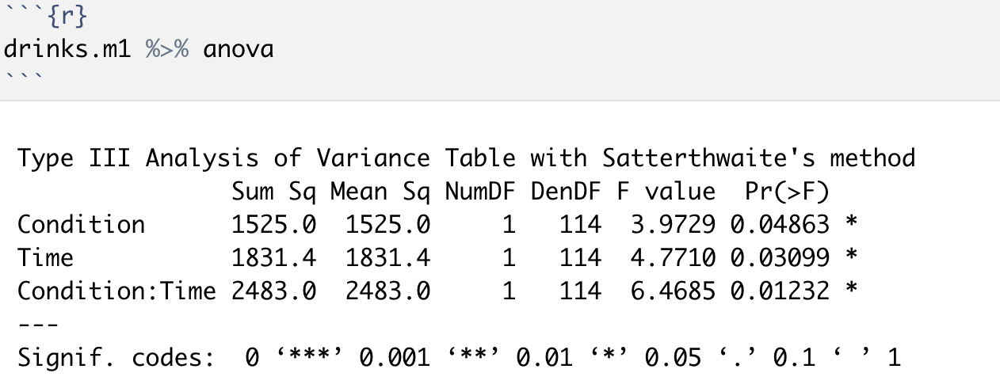 ```{r}
drinks.m1 %>% anova
```
Type III Analysis of Variance Table with Satterthwaite's method
               Sum Sq Mean Sq NumDF DenDF F value  Pr(>F)
Condition      1525.0  1525.0     1   114  3.9729 0.04863 *
Time           1831.4  1831.4     1   114  4.7710 0.03099 *
Condition:Time 2483.0  2483.0     1   114  6.4685 0.01232 *
---
Signif. codes:  0 ‘***’ 0.001 ‘**’ 0.01 ‘*’ 0.05 ‘.’ 0.1 ‘ ’ 1